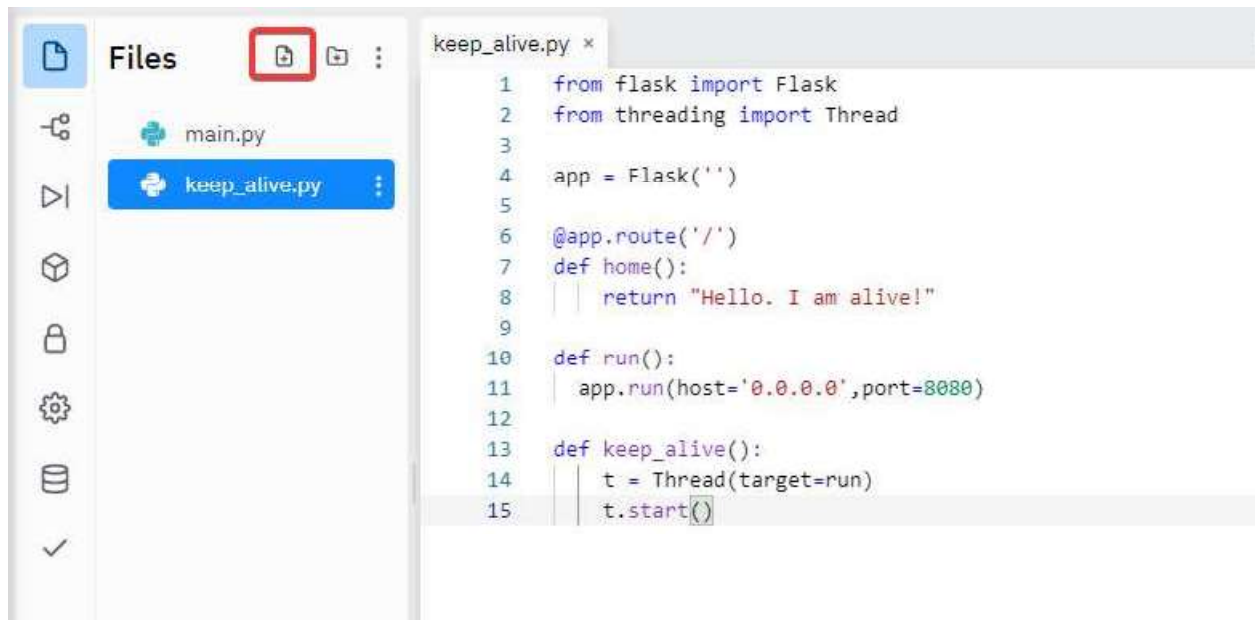 Files
main.py
keep_alive.py
keep_alive.py ×
1 from flask import Flask
2 from threading import Thread
3
4 app = Flask('')
5
6 @app.route('/')
7 def home():
8     return "Hello. I am alive!"
9
10 def run():
11   app.run(host='0.0.0.0',port=8080)
12
13 def keep_alive():
14     t = Thread(target=run)
15     t.start()